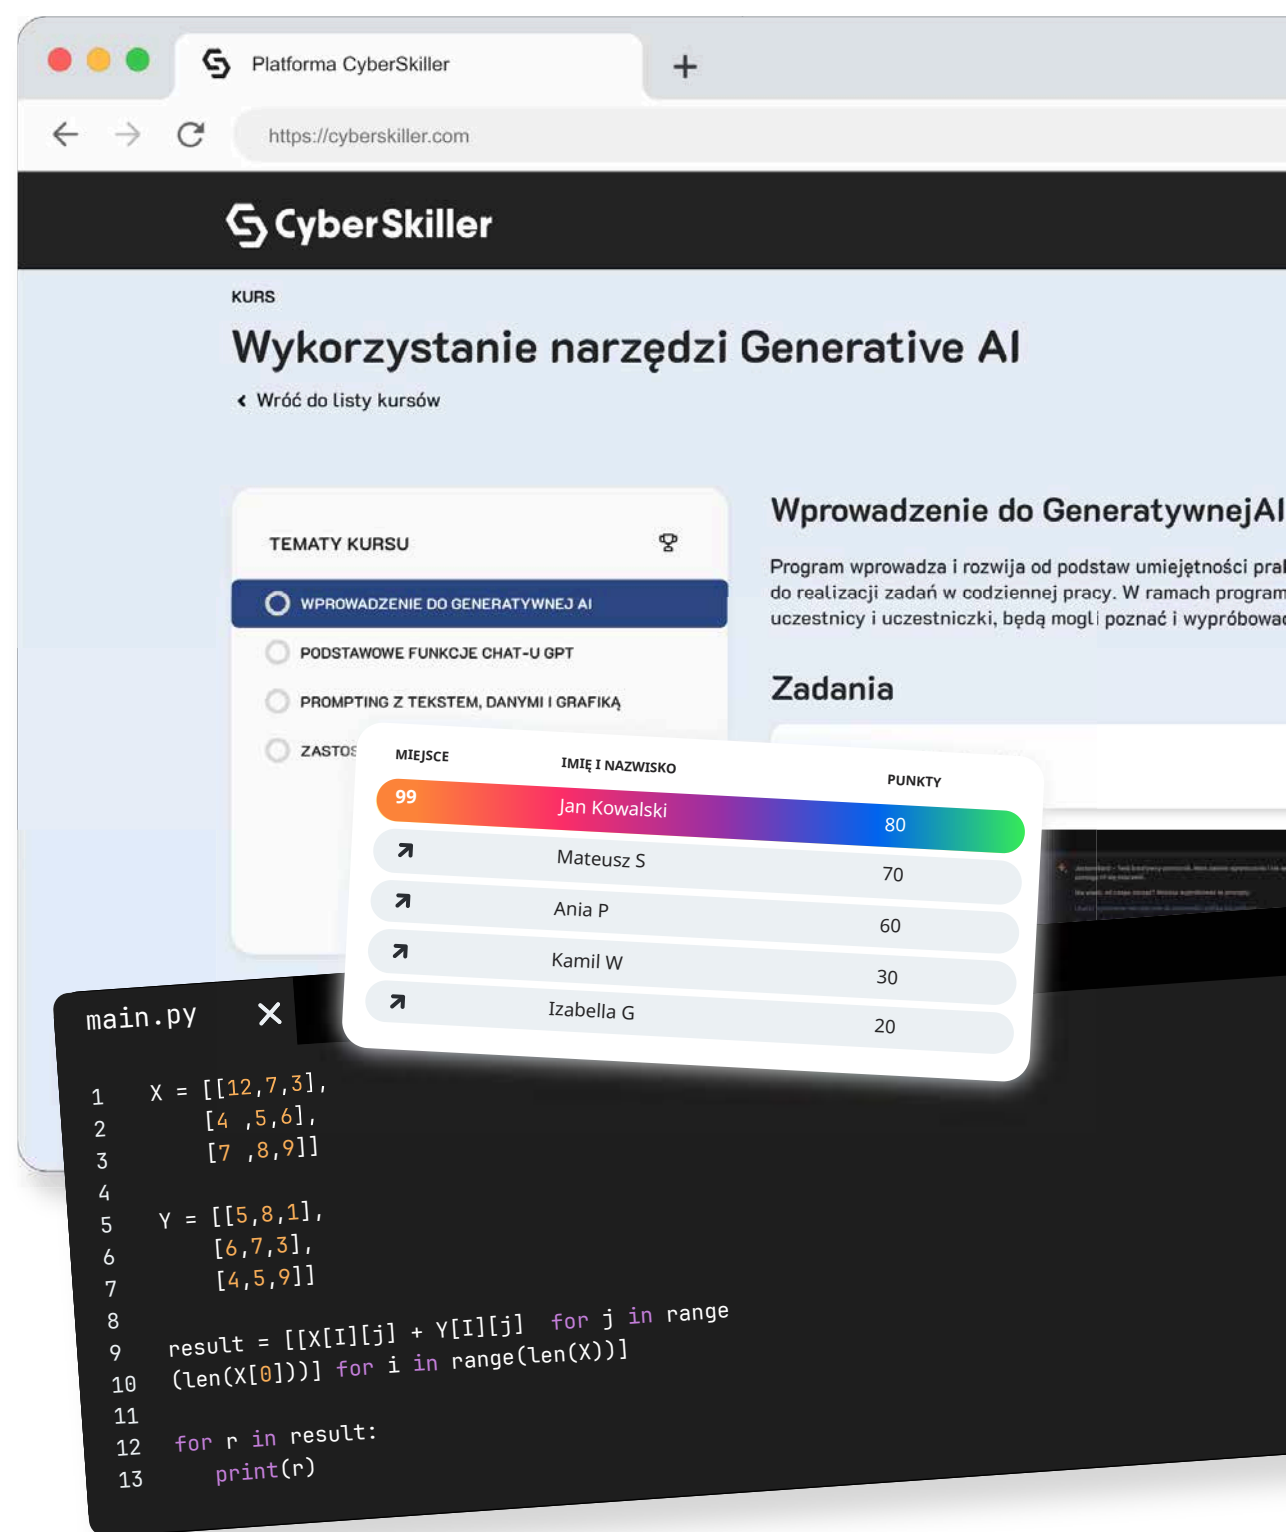 Platforma CyberSkiller
https://cyberskiller.com
CyberSkiller
KURS
Wykorzystanie narzędzi Generative AI
Wróć do listy kursów
TEMATY KURSU
WPROWADZENIE DO GENERATYWNEJ AI
PODSTAWOWE FUNKCJE CHAT-U GPT
PROMPTING Z TEKSTEM, DANYMI I GRAFIKĄ
Wprowadzenie do GeneratywnejAI
Program wprowadza i rozwija od podstaw umiejętności
do realizacji zadań w codziennej pracy. W ramach program
uczestnicy i uczestniczki, będą mogli poznać i
Zadania
MIEJSCE IMIĘ I NAZWISKO PUNKTY
99 Jan Kowalski 80
Mateusz S 70
Ania P 60
Kamil W 30
Izabella G 20
main.py
1 X = [[12,7,3],
2 [4 ,5,6],
3 [7 ,8,9]]
4
5 Y = [[5,8,1],
6 [6,7,3],
7 [4,5,9]]
8
9 result = [[X[I][j] + Y[I][j]  for j in range
10 (len(X[0]))] for i in range(len(X))]
11
12 for r in result:
13 print(r)